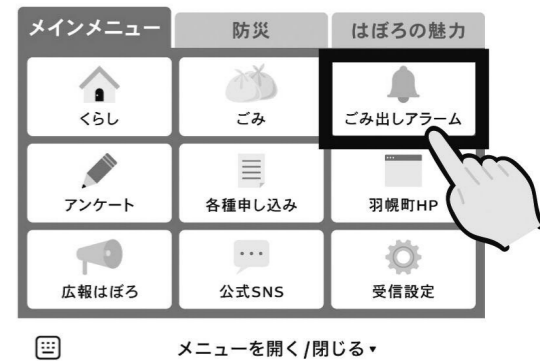 メインメニュー
防災
はぼろの魅力
くらし
ごみ
ごみ出しアラーム
アンケート
各種申し込み
羽幌町HP
広報はぼろ
公式SNS
受信設定
メニューを開く/閉じる▼